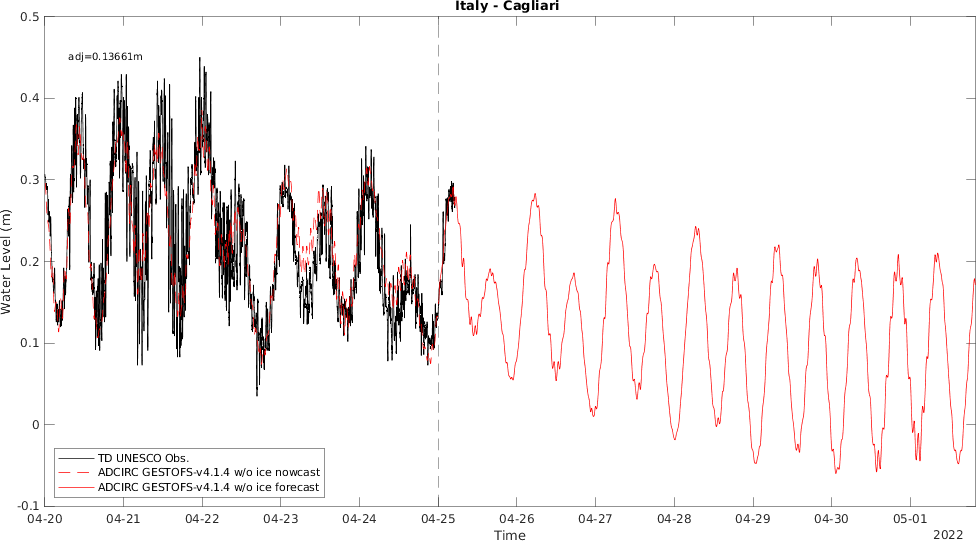 Italy - Cagliari
adj=0.13661m
0.5
0.4
0.3
0.2
0.1
0
-0.1
Water Level (m)
TD UNESCO Obs.
ADCIRC GESTOFS-v4.1.4 w/o ice nowcast
ADCIRC GESTOFS-v4.1.4 w/o ice forecast
04-20 04-21 04-22 04-23 04-24 04-25 04-26 04-27 04-28 04-29 04-30 05-01
Time
2022